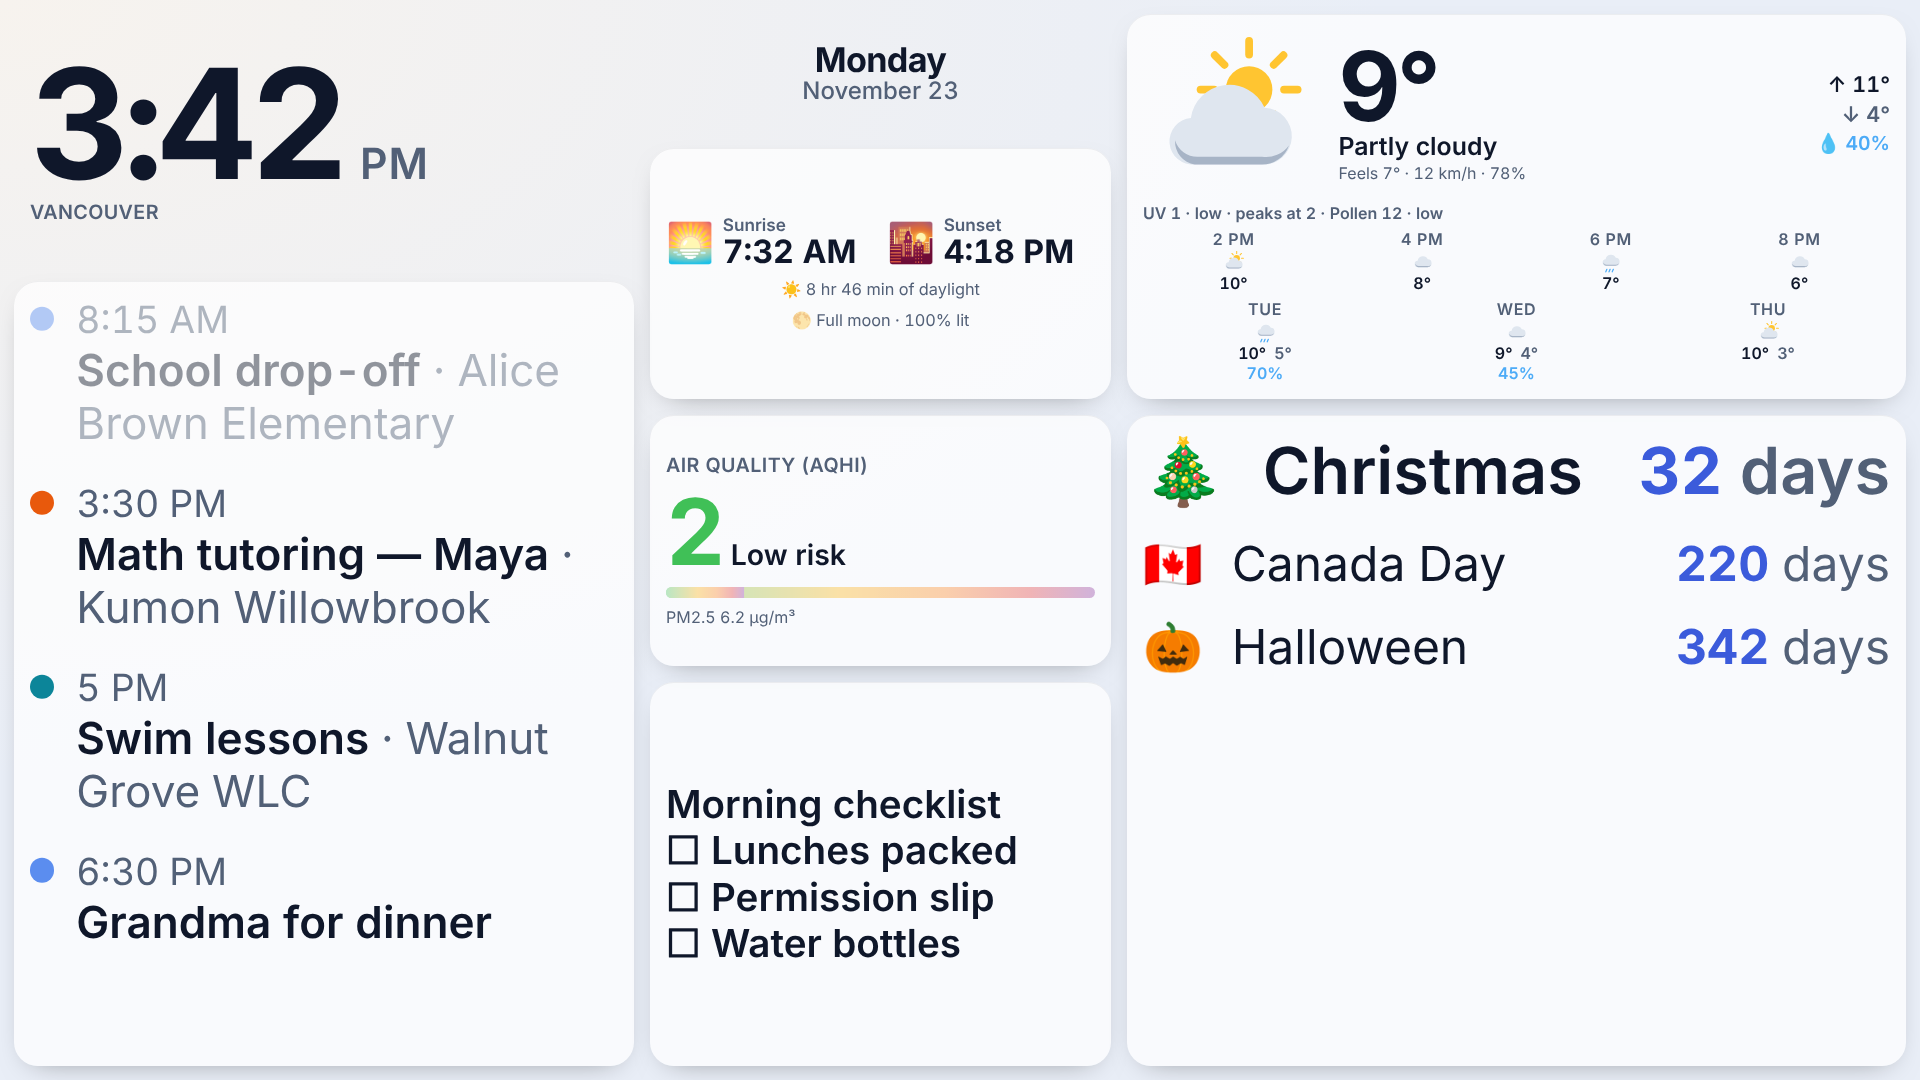 3:42 PM
VANCOUVER
8:15 AM
School drop-off · Alice
Brown Elementary
3:30 PM
Math tutoring — Maya ·
Kumon Willowbrook
5 PM
Swim lessons · Walnut
Grove WLC
6:30 PM
Grandma for dinner
Monday
November 23
Sunrise
7:32 AM
Sunset
4:18 PM
8 hr 46 min of daylight
Full moon · 100% lit
AIR QUALITY (AQHI)
2 Low risk
PM2.5 6.2 µg/m³
Morning checklist
☐ Lunches packed
☐ Permission slip
☐ Water bottles
9°
Partly cloudy
Feels 7° · 12 km/h · 78%
↑ 11°
↓ 4°
40%
UV 1 · low · peaks at 2 · Pollen 12 · low
2 PM 4 PM 6 PM 8 PM
10° 8° 7° 6°
TUE WED THU
10° 5° 9° 4° 10° 3°
70% 45%
Christmas 32 days
Canada Day 220 days
Halloween 342 days